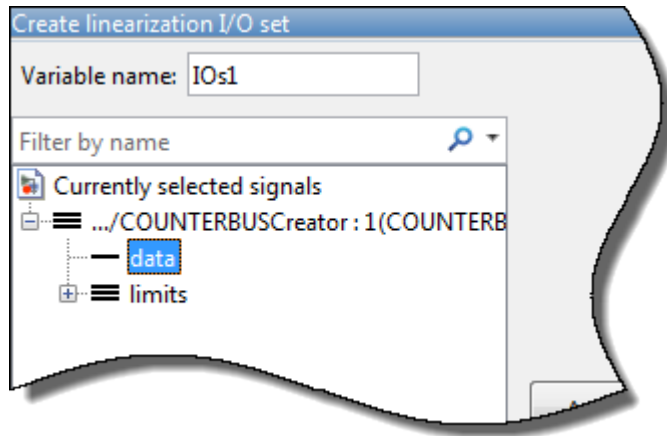 Create linearization I/O set
Variable name: IOs1
Filter by name
Currently selected signals
.../COUNTERBUSCreator : 1(COUNTERB
data
limits